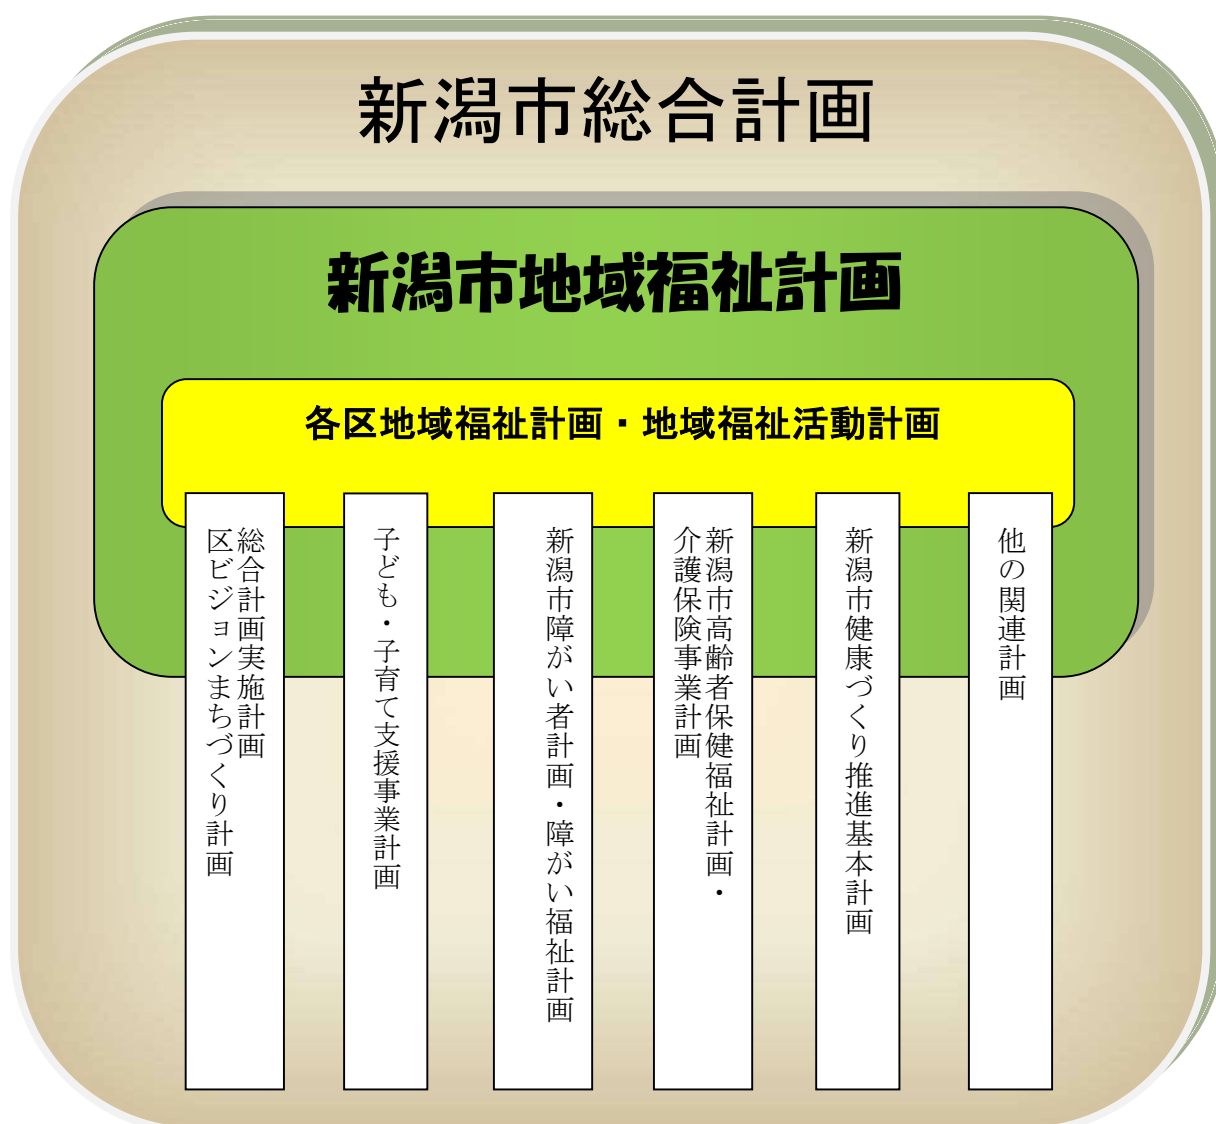 新潟市総合計画
新潟市地域福祉計画
各区地域福祉計画・地域福祉活動計画
総合計画実施計画
区ビジョンまちづくり計画
子ども・子育て支援事業計画
新潟市障がい者計画・障がい福祉計画
新潟市高齢者保健福祉計画・
介護保険事業計画
新潟市健康づくり推進基本計画
他の関連計画